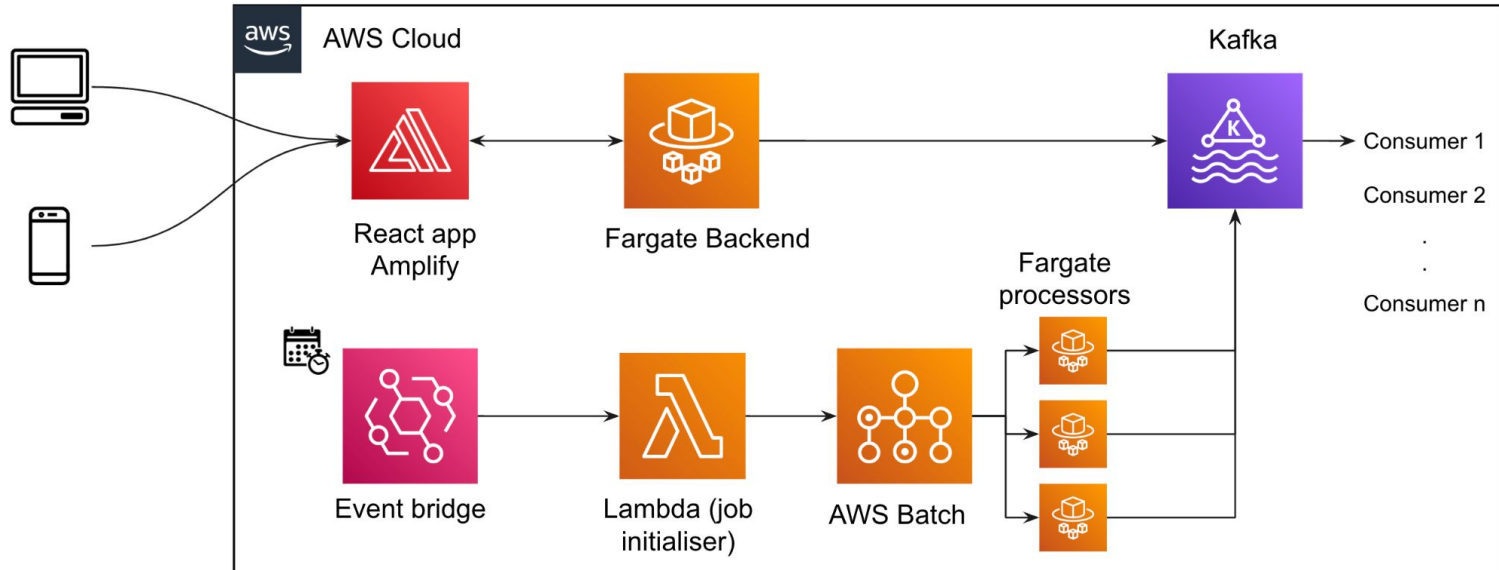 aws
AWS Cloud
Kafka
K
Consumer 1
Consumer 2
.
.
Consumer n
React app
Amplify
Fargate Backend
Fargate
processors
Event bridge
Lambda (job
initialiser)
AWS Batch